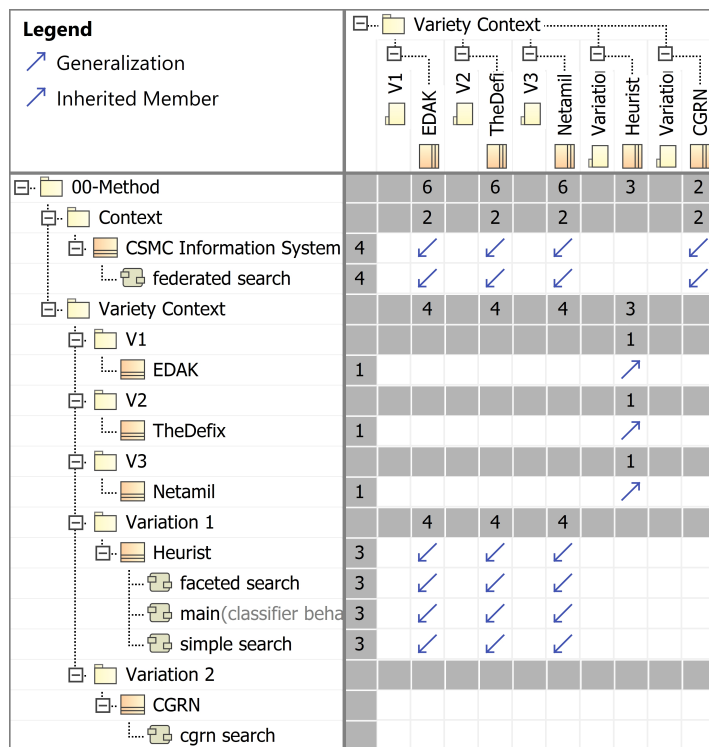 Legend
Generalization
Inherited Member
Variety Context
V1
EDAK
V2
TheDefi
V3
Netamil
Variatio
Heurist
Variatio
CGRN
00-Method 6 6 6 3 2
Context 2 2 2 2
CSMC Information System 4
federated search 4
Variety Context 4 4 4 3
V1 1
EDAK 1
V2 1
TheDefix 1
V3 1
Netamil 1
Variation 1 4 4 4
Heurist 3
faceted search 3
main(classifier beha 3
simple search 3
Variation 2
CGRN
cgrn search